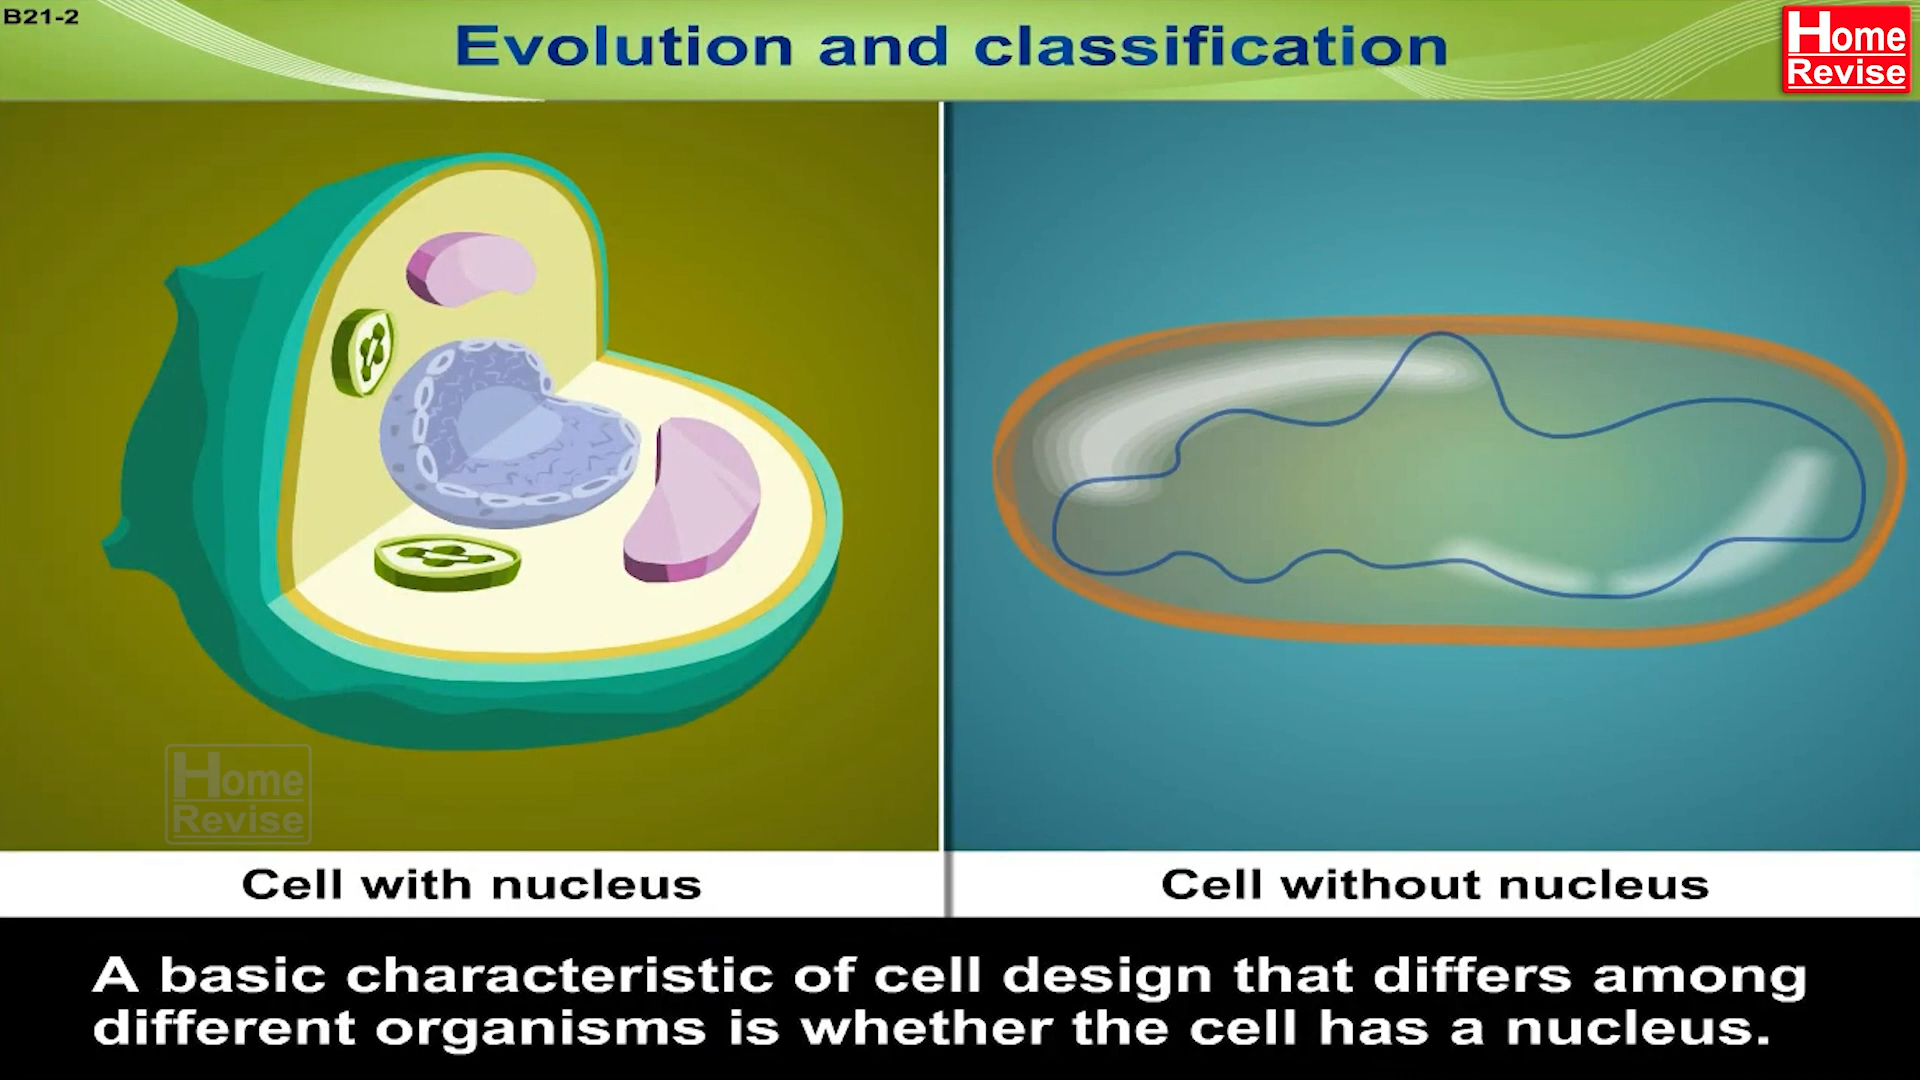 B21-2
Evolution and classification
Home
Revise
Home
Revise
Cell with nucleus
Cell without nucleus
A basic characteristic of cell design that differs among
different organisms is whether the cell has a nucleus.